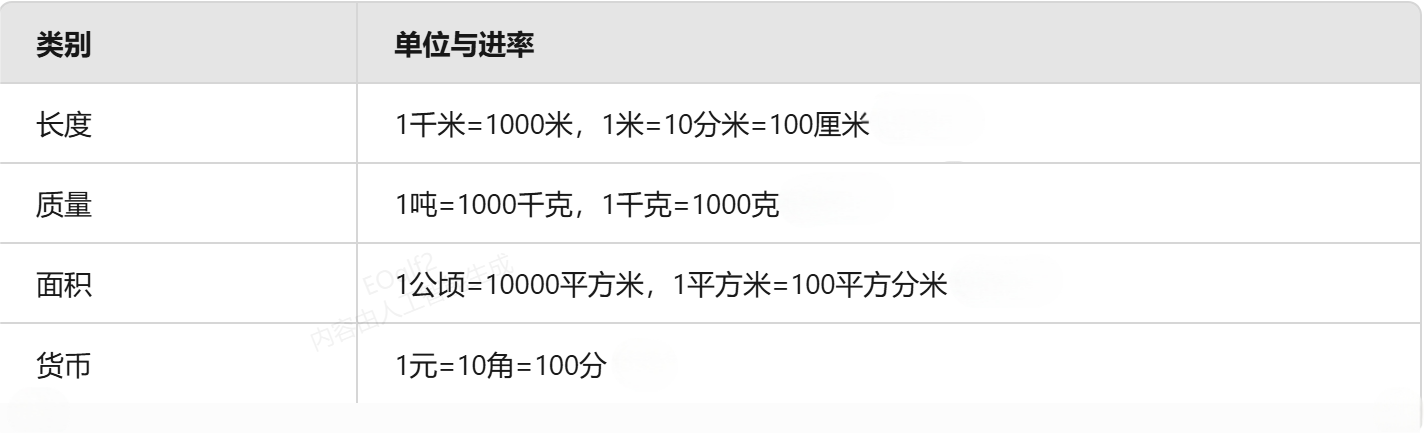 类别 单位与进率
长度 1千米=1000米，1米=10分米=100厘米
质量 1吨=1000千克，1千克=1000克
面积 1公顷=10000平方米，1平方米=100平方分米
货币 1元=10角=100分